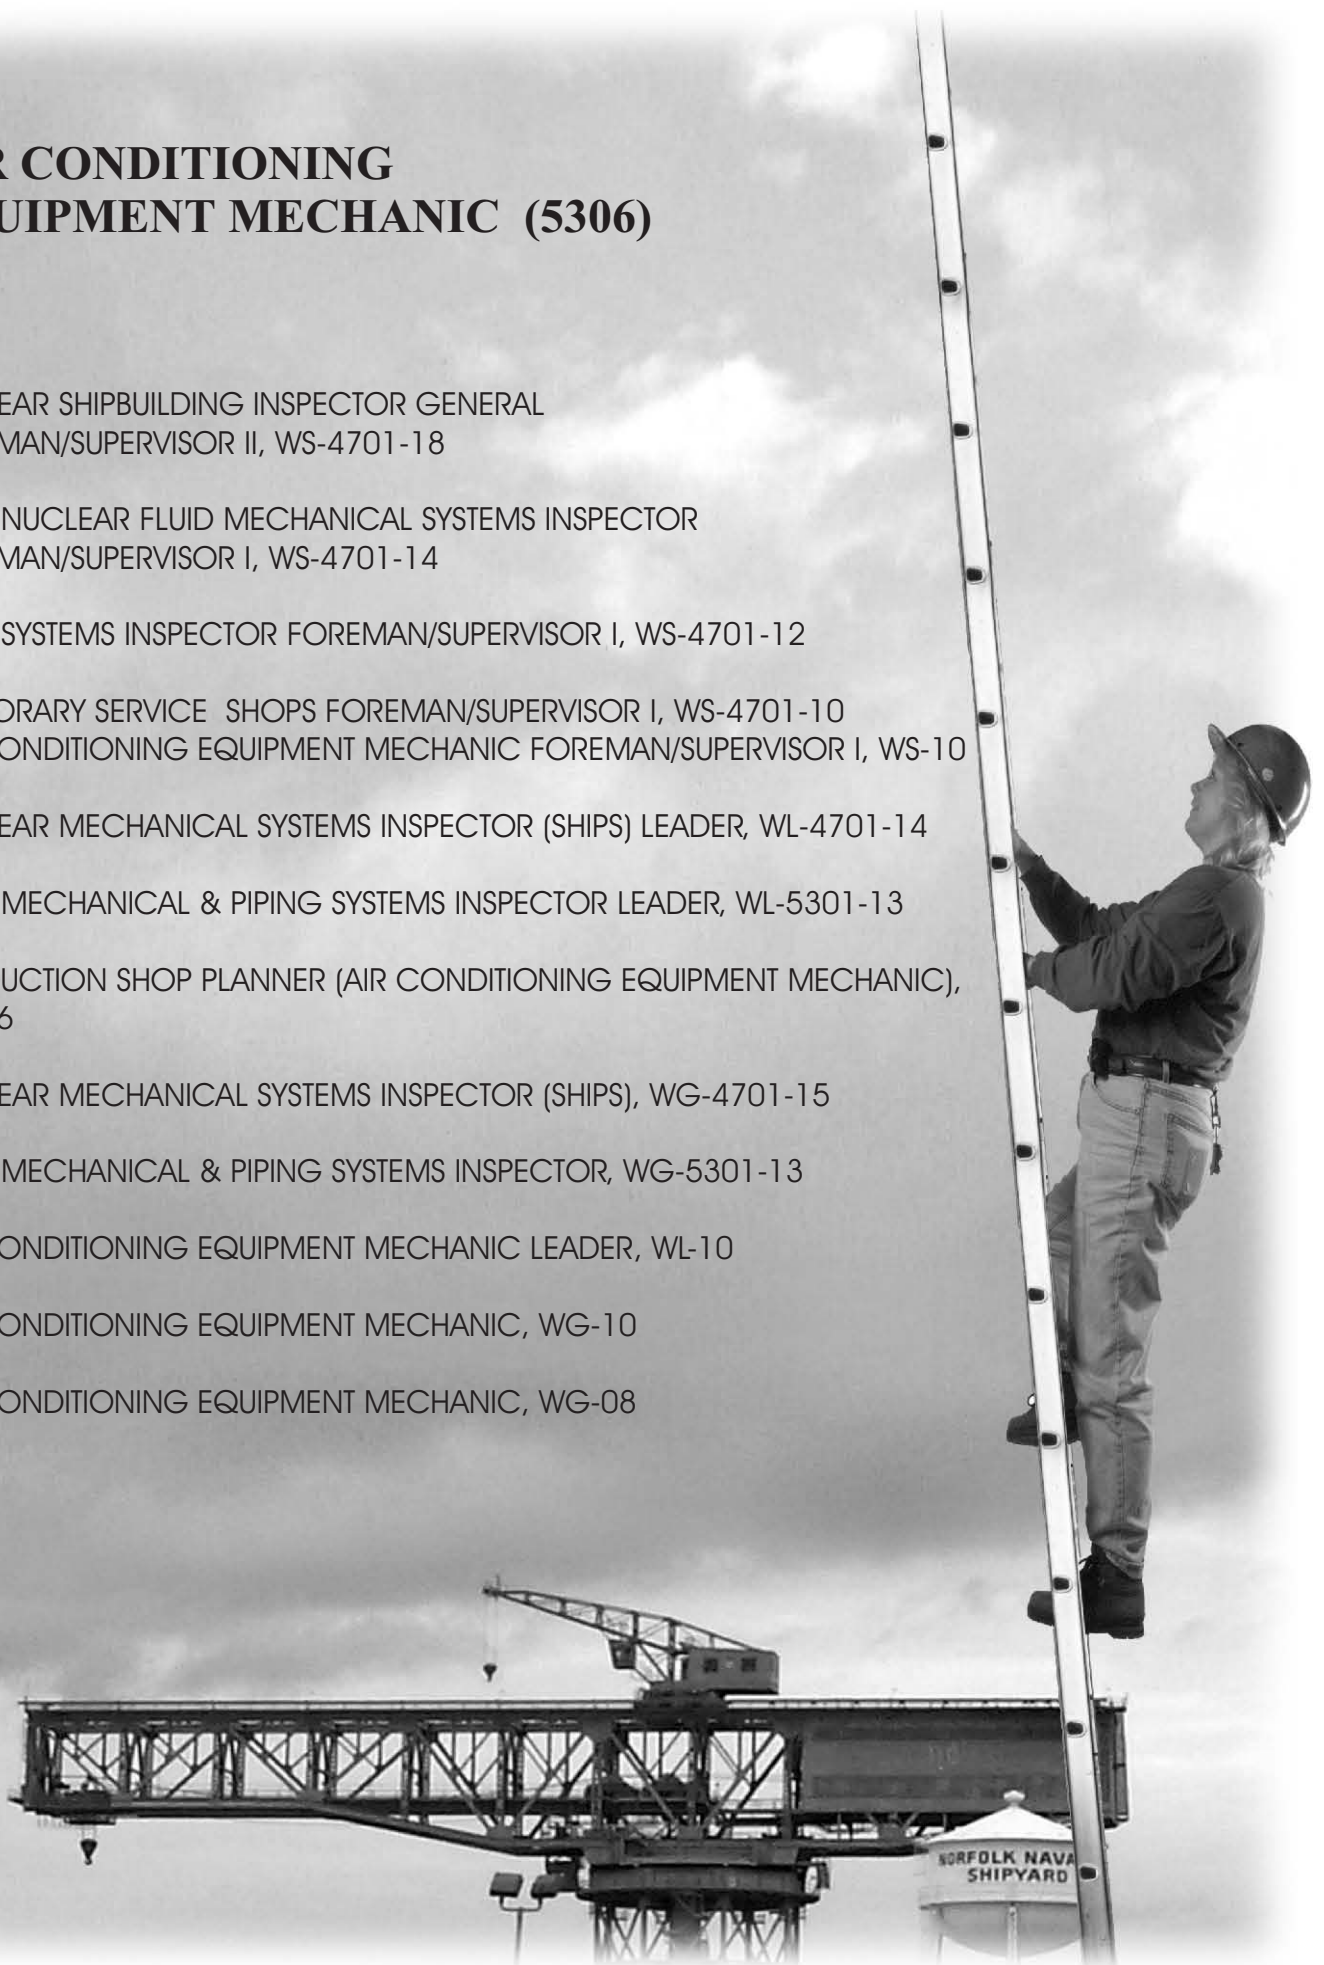 R CONDITIONING
UIPMENT MECHANIC (5306)
EAR SHIPBUILDING INSPECTOR GENERAL
MAN/SUPERVISOR II, WS-4701-18
NUCLEAR FLUID MECHANICAL SYSTEMS INSPECTOR
MAN/SUPERVISOR I, WS-4701-14
SYSTEMS INSPECTOR FOREMAN/SUPERVISOR I, WS-4701-12
ORARY SERVICE SHOPS FOREMAN/SUPERVISOR I, WS-4701-10
ONDITIONING EQUIPMENT MECHANIC FOREMAN/SUPERVISOR I, WS-10
EAR MECHANICAL SYSTEMS INSPECTOR (SHIPS) LEADER, WL-4701-14
MECHANICAL & PIPING SYSTEMS INSPECTOR LEADER, WL-5301-13
UCTION SHOP PLANNER (AIR CONDITIONING EQUIPMENT MECHANIC),
6
EAR MECHANICAL SYSTEMS INSPECTOR (SHIPS), WG-4701-15
MECHANICAL & PIPING SYSTEMS INSPECTOR, WG-5301-13
ONDITIONING EQUIPMENT MECHANIC LEADER, WL-10
ONDITIONING EQUIPMENT MECHANIC, WG-10
ONDITIONING EQUIPMENT MECHANIC, WG-08
NORFOLK NAVA
SHIPYARD